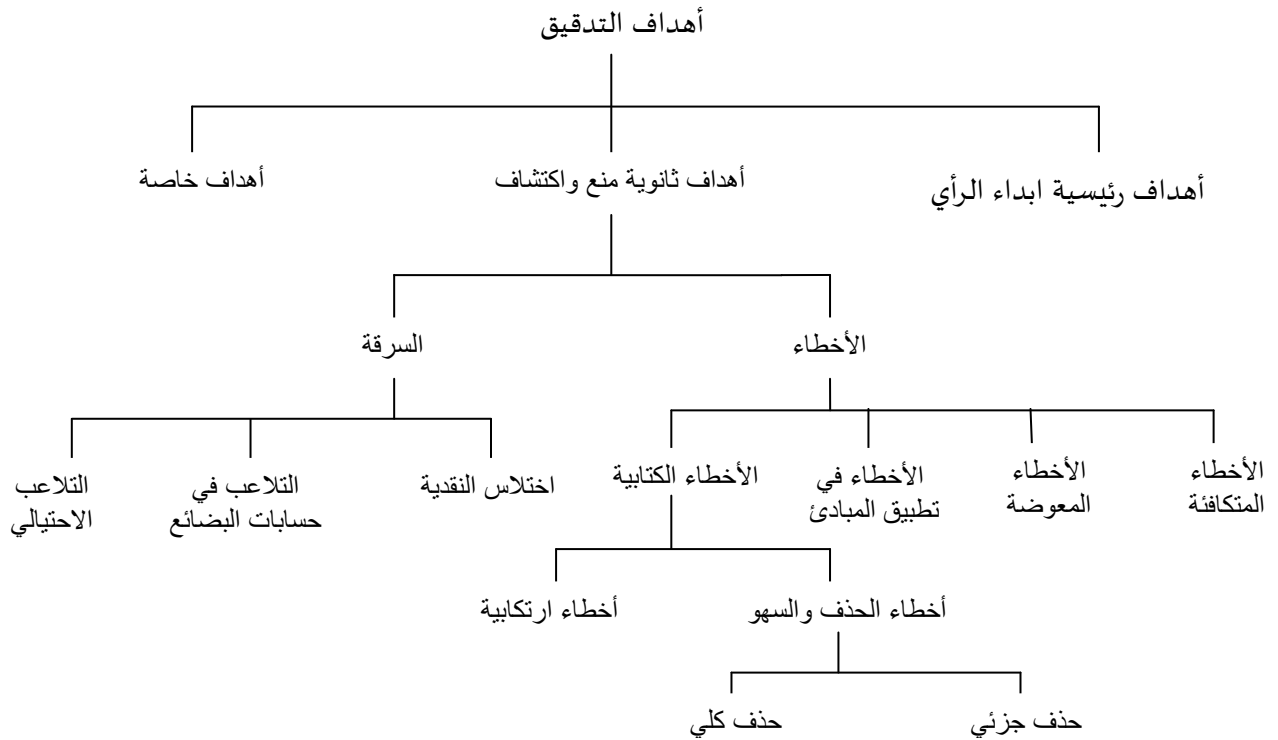 أهداف التدقيق
أهداف رئيسية ابداء الرأي
أهداف ثانوية منع واكتشاف
أهداف خاصة
الأخطاء
السرقة
الأخطاء
المتكافئة
الأخطاء
المعوضة
الأخطاء في
تطبيق المبادئ
الأخطاء الكتابية
اختلاس النقدية
التلاعب في
حسابات البضائع
التلاعب
الاحتيالي
أخطاء الحذف والسهو
أخطاء ارتكابية
حذف جزئي
حذف كلي